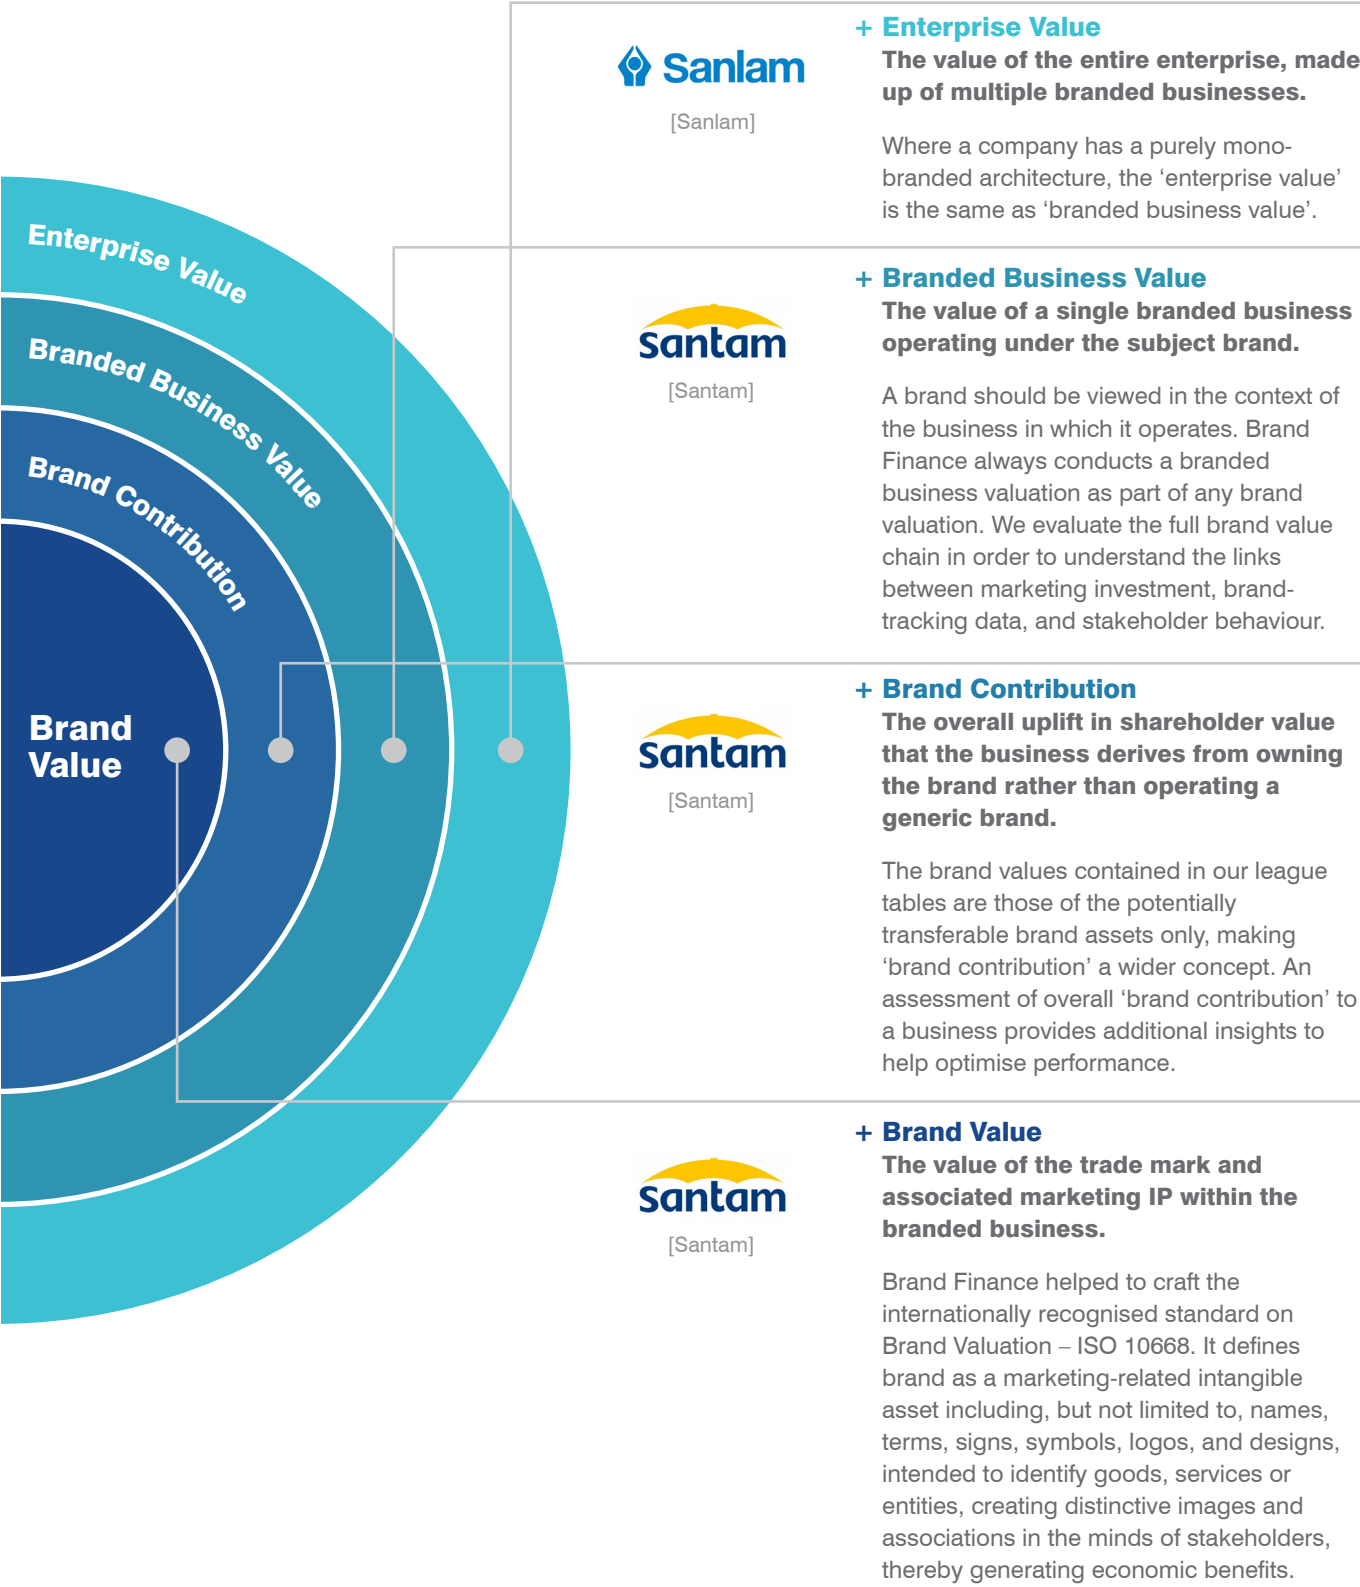 Enterprise Value
Branded Business Value
Brand Contribution
Brand
Value
Sanlam
[Sanlam]
+ Enterprise Value
The value of the entire enterprise, made
up of multiple branded businesses.
Where a company has a purely mono-
branded architecture, the ‘enterprise value’
is the same as ‘branded business value’.
santam
[Santam]
+ Branded Business Value
The value of a single branded business
operating under the subject brand.
A brand should be viewed in the context of
the business in which it operates. Brand
Finance always conducts a branded
business valuation as part of any brand
valuation. We evaluate the full brand value
chain in order to understand the links
between marketing investment, brand-
tracking data, and stakeholder behaviour.
santam
[Santam]
+ Brand Contribution
The overall uplift in shareholder value
that the business derives from owning
the brand rather than operating a
generic brand.
The brand values contained in our league
tables are those of the potentially
transferable brand assets only, making
‘brand contribution’ a wider concept. An
assessment of overall ‘brand contribution’ to
a business provides additional insights to
help optimise performance.
santam
[Santam]
+ Brand Value
The value of the trade mark and
associated marketing IP within the
branded business.
Brand Finance helped to craft the
internationally recognised standard on
Brand Valuation – ISO 10668. It defines
brand as a marketing-related intangible
asset including, but not limited to, names,
terms, signs, symbols, logos, and designs,
intended to identify goods, services or
entities, creating distinctive images and
associations in the minds of stakeholders,
thereby generating economic benefits.